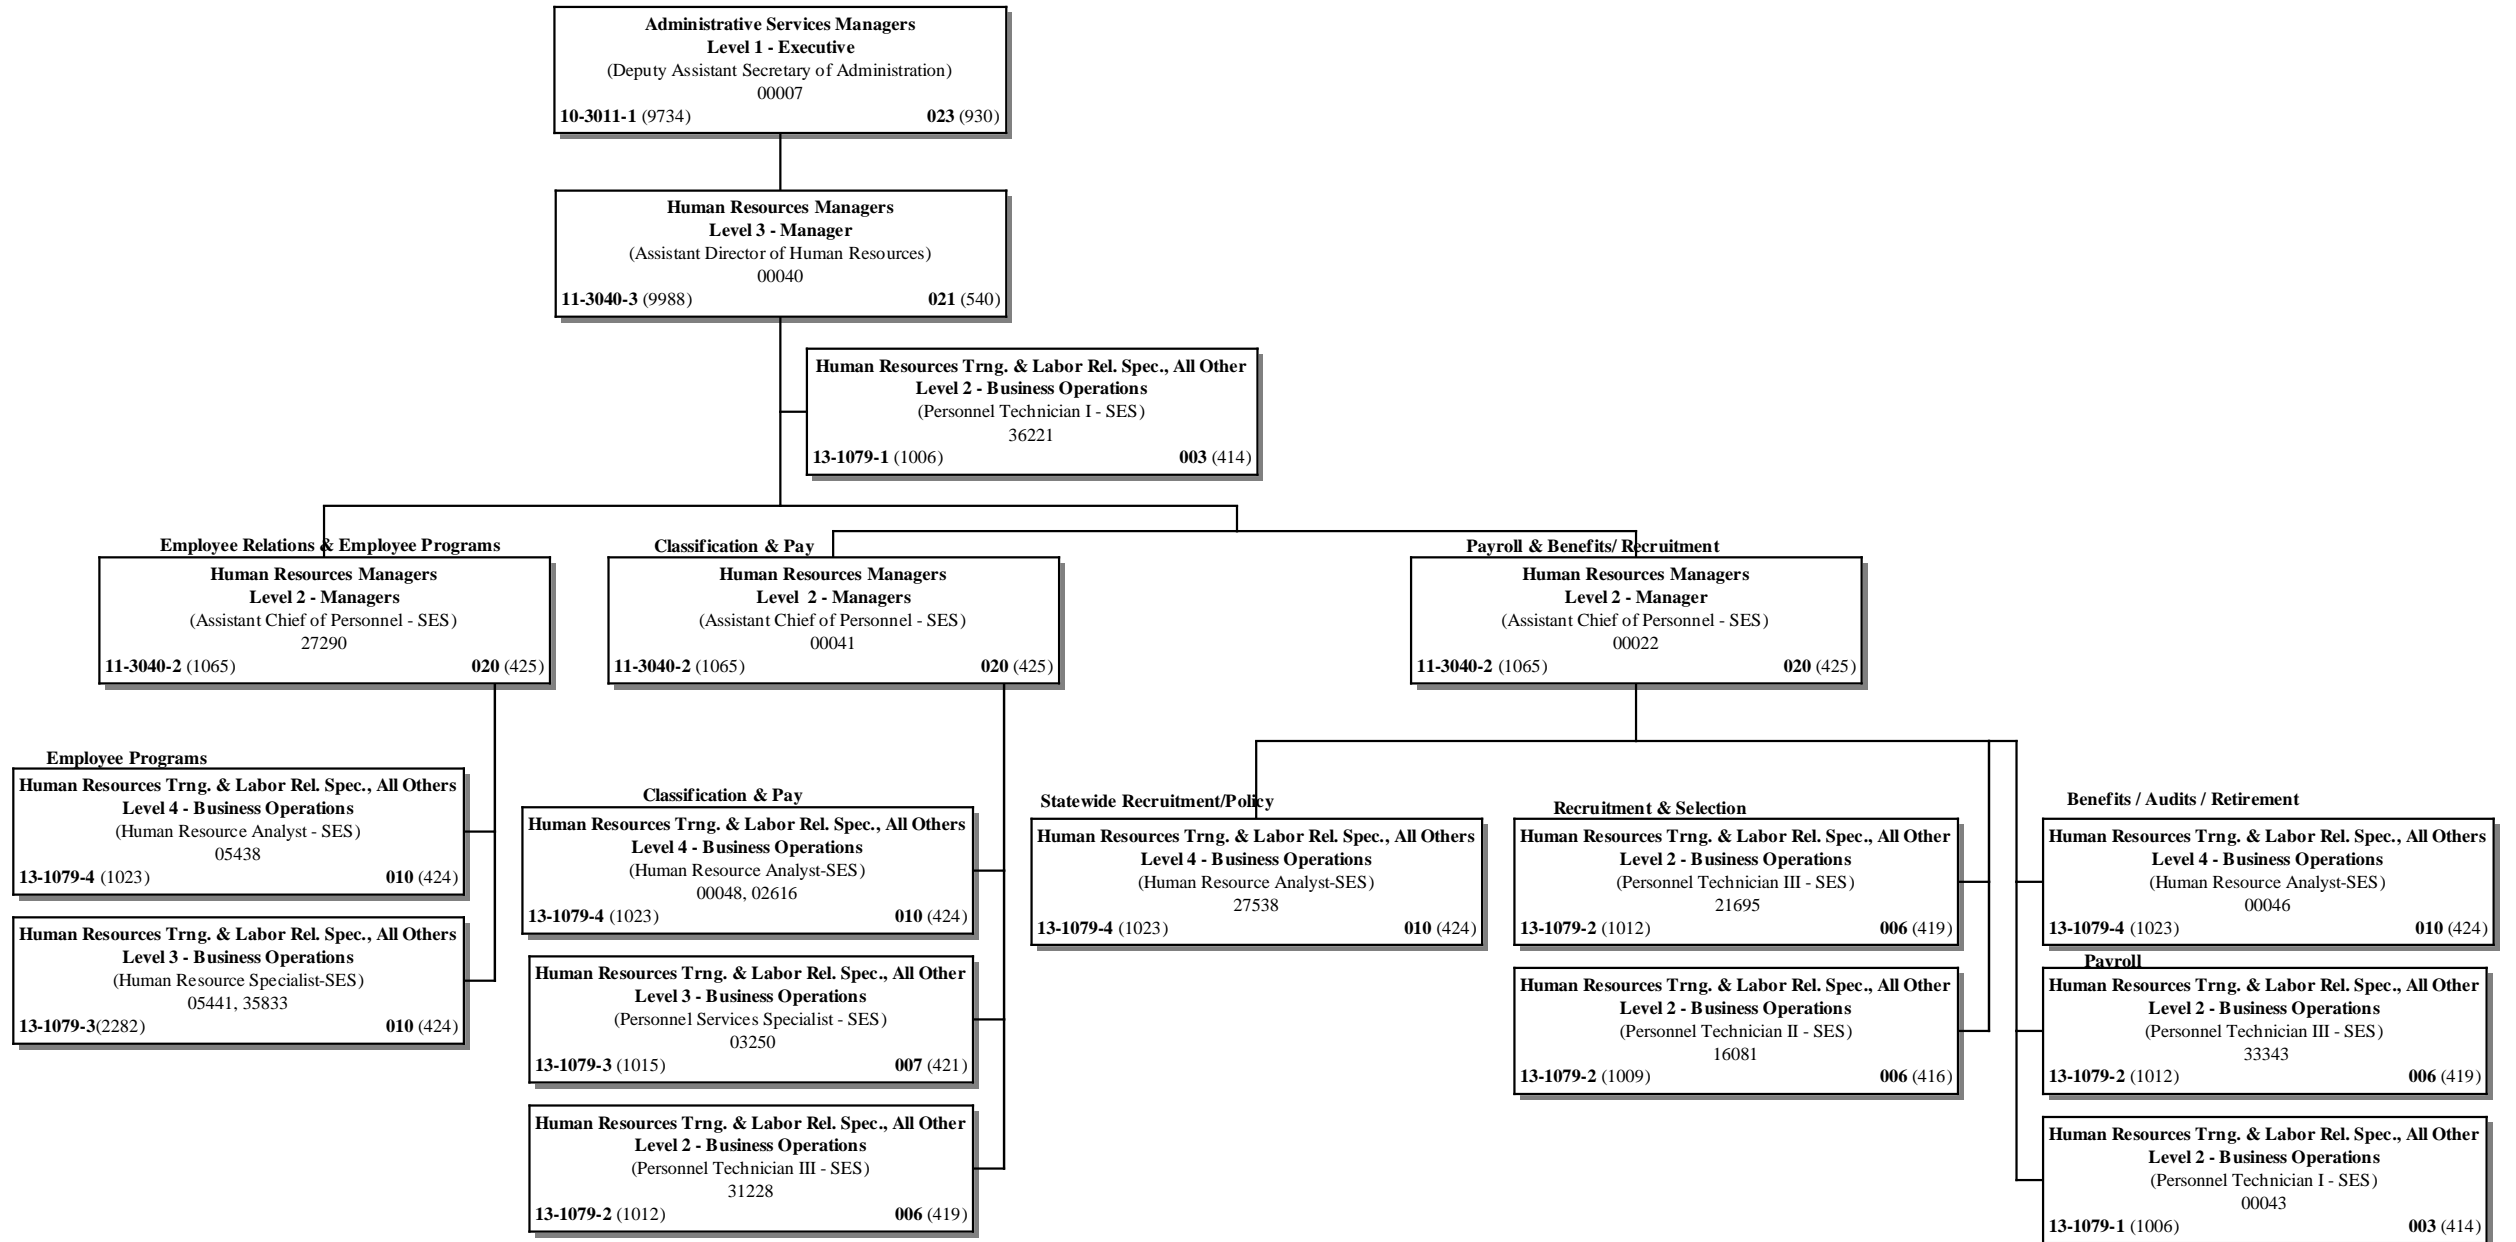 Administrative Services Managers
Level 1 - Executive
(Deputy Assistant Secretary of Administration)
00007
10-3011-1 (9734) 023 (930)
Human Resources Managers
Level 3 - Manager
(Assistant Director of Human Resources)
00040
11-3040-3 (9988) 021 (540)
Human Resources Trng. & Labor Rel. Spec., All Other
Level 2 - Business Operations
(Personnel Technician I - SES)
36221
13-1079-1 (1006) 003 (414)
Employee Relations & Employee Programs
Human Resources Managers
Level 2 - Managers
(Assistant Chief of Personnel - SES)
27290
11-3040-2 (1065) 020 (425)
Classification & Pay
Human Resources Managers
Level 2 - Managers
(Assistant Chief of Personnel - SES)
00041
11-3040-2 (1065) 020 (425)
Payroll & Benefits/ Recruitment
Human Resources Managers
Level 2 - Manager
(Assistant Chief of Personnel - SES)
00022
11-3040-2 (1065) 020 (425)
Employee Programs
Human Resources Trng. & Labor Rel. Spec., All Others
Level 4 - Business Operations
(Human Resource Analyst - SES)
05438
13-1079-4 (1023) 010 (424)
Human Resources Trng. & Labor Rel. Spec., All Others
Level 3 - Business Operations
(Human Resource Specialist-SES)
05441, 35833
13-1079-3(2282) 010 (424)
Classification & Pay
Human Resources Trng. & Labor Rel. Spec., All Others
Level 4 - Business Operations
(Human Resource Analyst-SES)
00048, 02616
13-1079-4 (1023) 010 (424)
Human Resources Trng. & Labor Rel. Spec., All Other
Level 3 - Business Operations
(Personnel Services Specialist - SES)
03250
13-1079-3 (1015) 007 (421)
Human Resources Trng. & Labor Rel. Spec., All Other
Level 2 - Business Operations
(Personnel Technician III - SES)
31228
13-1079-2 (1012) 006 (419)
Statewide Recruitment/Policy
Human Resources Trng. & Labor Rel. Spec., All Others
Level 4 - Business Operations
(Human Resource Analyst-SES)
27538
13-1079-4 (1023) 010 (424)
Recruitment & Selection
Human Resources Trng. & Labor Rel. Spec., All Other
Level 2 - Business Operations
(Personnel Technician III - SES)
21695
13-1079-2 (1012) 006 (419)
Human Resources Trng. & Labor Rel. Spec., All Other
Level 2 - Business Operations
(Personnel Technician II - SES)
16081
13-1079-2 (1009) 006 (416)
Benefits / Audits / Retirement
Human Resources Trng. & Labor Rel. Spec., All Others
Level 4 - Business Operations
(Human Resource Analyst-SES)
00046
13-1079-4 (1023) 010 (424)
Payroll
Human Resources Trng. & Labor Rel. Spec., All Other
Level 2 - Business Operations
(Personnel Technician III - SES)
33343
13-1079-2 (1012) 006 (419)
Human Resources Trng. & Labor Rel. Spec., All Other
Level 2 - Business Operations
(Personnel Technician I - SES)
00043
13-1079-1 (1006) 003 (414)